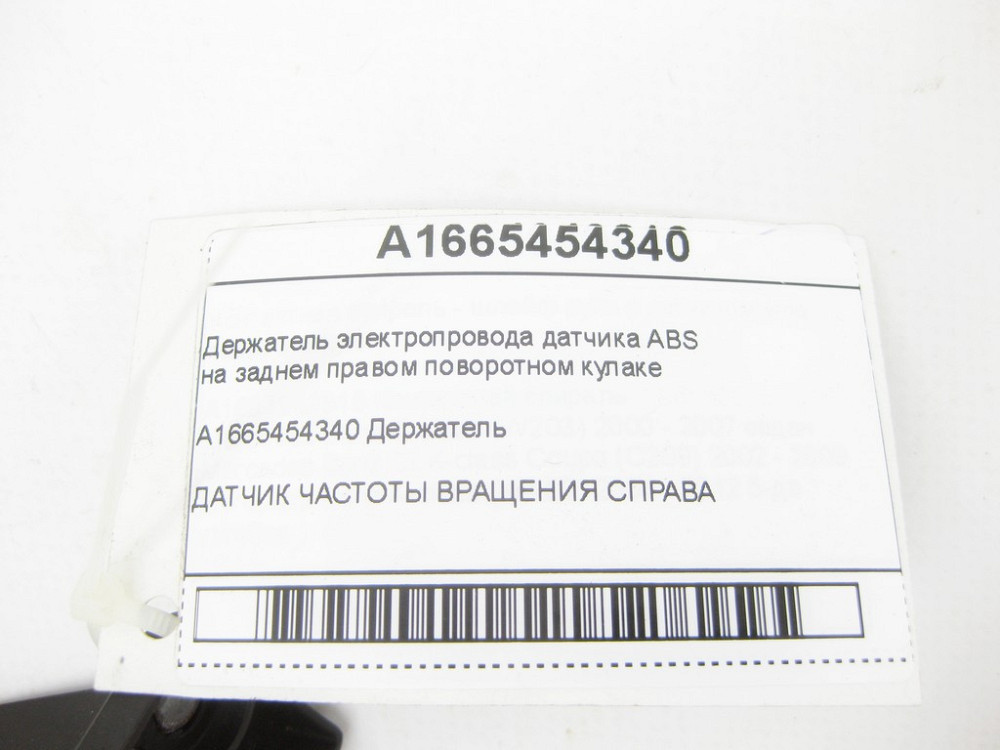 A1665454340
Держатель электропровода датчика ABS
на заднем правом поворотном кулаке
A1665454340 Держатель
ДАТЧИК ЧАСТОТЫ ВРАЩЕНИЯ СПРАВА